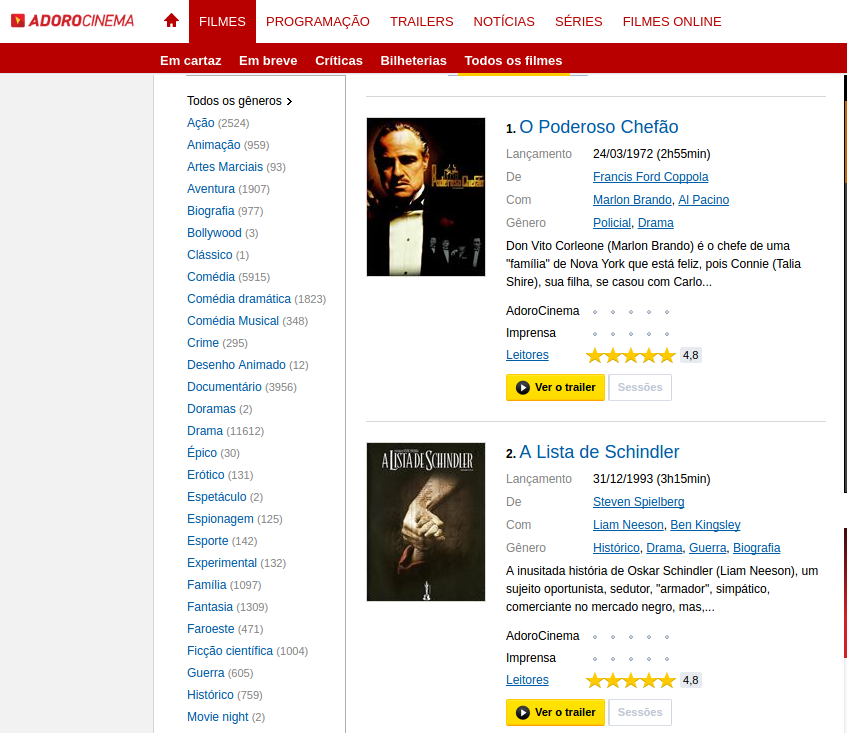 ADOROCINEMA
FILMES PROGRAMAÇÃO TRAILERS NOTÍCIAS SÉRIES FILMES ONLINE
Em cartaz Em breve Críticas Bilheterias Todos os filmes
Todos os gêneros
Ação (2524)
Animação (959)
Artes Marciais (93)
Aventura (1907)
Biografia (977)
Bollywood (3)
Clássico (1)
Comédia (5915)
Comédia dramática (1823)
Comédia Musical (348)
Crime (295)
Desenho Animado (12)
Documentário (3956)
Doramas (2)
Drama (11612)
Épico (30)
Erótico (131)
Espetáculo (2)
Espionagem (125)
Esporte (142)
Experimental (132)
Família (1097)
Fantasia (1309)
Faroeste (471)
Ficção científica (1004)
Guerra (605)
Histórico (759)
Movie night (2)
Poderoso Chefão
1. O Poderoso Chefão
Lançamento 24/03/1972 (2h55min)
De Francis Ford Coppola
Com Marlon Brando, Al Pacino
Gênero Policial, Drama
Don Vito Corleone (Marlon Brando) é o chefe de uma
"família" de Nova York que está feliz, pois Connie (Talia
Shire), sua filha, se casou com Carlo...
AdoroCinema
Imprensa
Leitores 4,8
Ver o trailer Sessões
A LISTA DE SCHINDLER
2. A Lista de Schindler
Lançamento 31/12/1993 (3h15min)
De Steven Spielberg
Com Liam Neeson, Ben Kingsley
Gênero Histórico, Drama, Guerra, Biografia
A inusitada história de Oskar Schindler (Liam Neeson), um
sujeito oportunista, sedutor, "armador", simpático,
comerciante no mercado negro, mas,...
AdoroCinema
Imprensa
Leitores 4,8
Ver o trailer Sessões